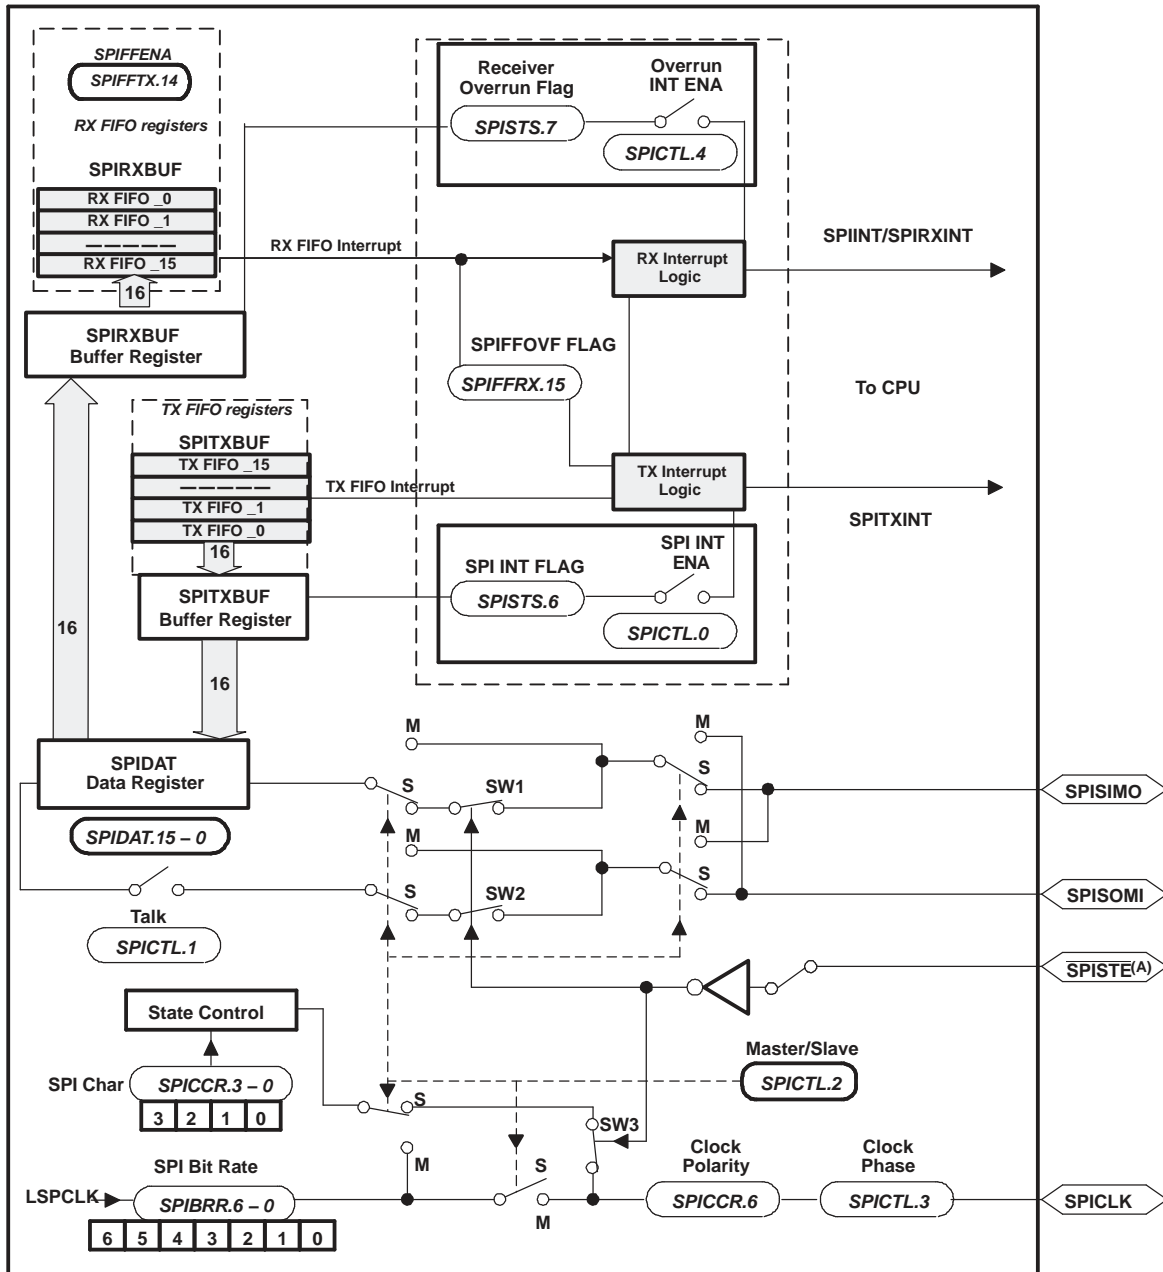 SPIFFENA
SPIFFTX.14
RX FIFO registers
SPIRXBUF
RX FIFO _0
RX FIFO _1
— — — — —
RX FIFO _15
16
SPIRXBUF
Buffer Register
RX FIFO Interrupt
Receiver
Overrun Flag
SPISTS.7
Overrun
INT ENA
SPICTL.4
RX Interrupt
Logic
SPIINT/SPIRXINT
SPIFFOVF FLAG
SPIFFRX.15
To CPU
TX FIFO registers
SPITXBUF
TX FIFO _15
— — — — —
TX FIFO _1
TX FIFO _0
16
TX FIFO Interrupt
TX Interrupt
Logic
SPITXINT
SPITXBUF
Buffer Register
SPI INT FLAG
SPISTS.6
SPI INT
ENA
SPICTL.0
16
16
SPIDAT
Data Register
SPIDAT.15 – 0
M
S
SW1
M
S
SPISIMO
M
S
SW2
M
S
SPISOMI
Talk
SPICTL.1
SPISTE(A)
State Control
Master/Slave
SPICTL.2
SPI Char
SPICCR.3 – 0
3 2 1 0
S
M
SW3
SPI Bit Rate
LSPCLK
SPIBRR.6 – 0
6 5 4 3 2 1 0
S
M
Clock
Polarity
SPICCR.6
Clock
Phase
SPICTL.3
SPICLK